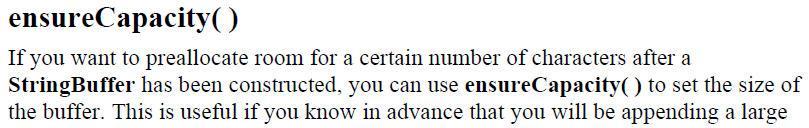 ensureCapacity( )
If you want to preallocate room for a certain number of characters after a
StringBuffer has been constructed, you can use ensureCapacity( ) to set the size of
the buffer. This is useful if you know in advance that you will be appending a large